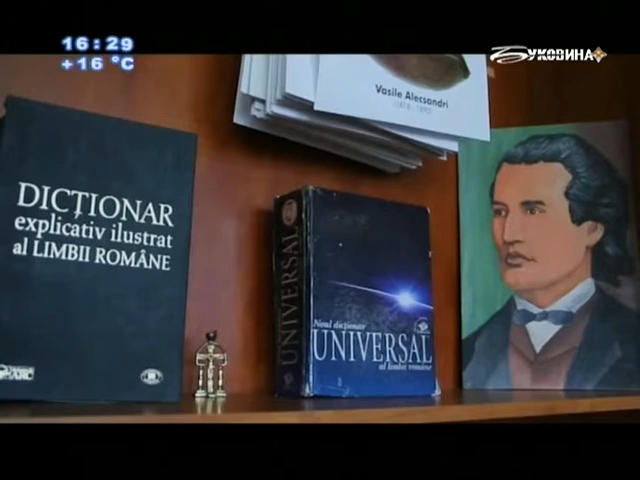 16:29
+16 °C
БУКОВИНА
Vasile Alecsandri
DICȚIONAR
explicativ ilustrat
al LIMBII ROMÂNE
ARC
UNIVERSAL
Noul dicționar
UNIVERSAL
al limbii române